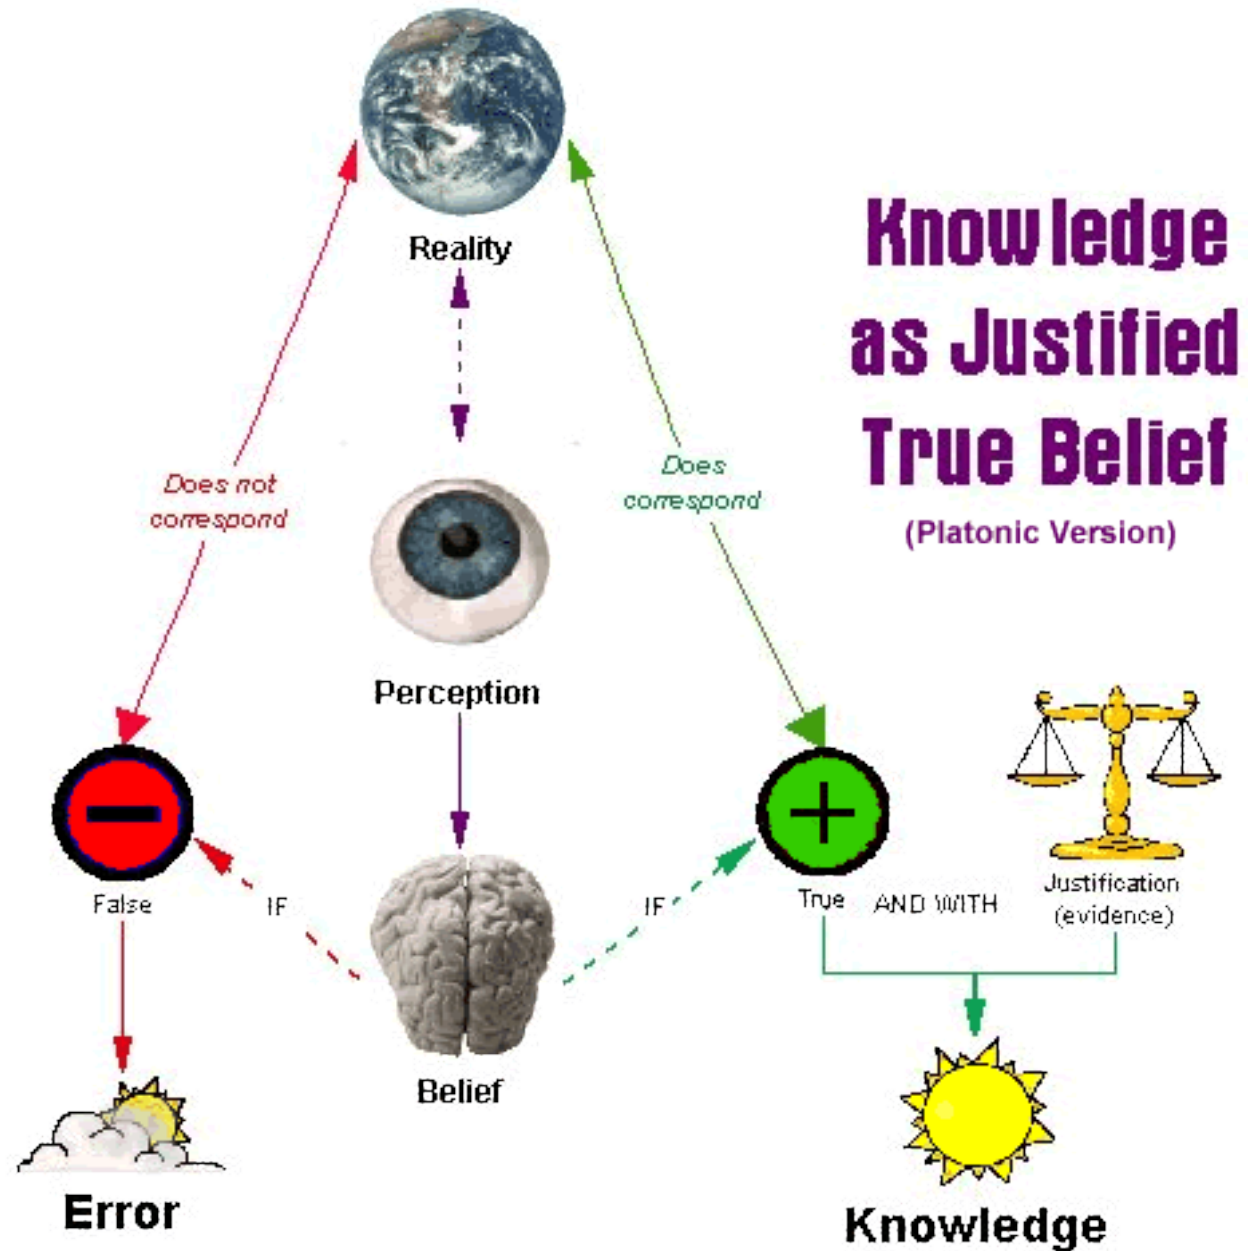 Reality
Knowledge
as Justified
True Belief
(Platonic Version)
Does not
correspond
Does
correspond
Perception
False
IF
IF
True
AND WITH
Justification
(evidence)
Belief
Error
Knowledge